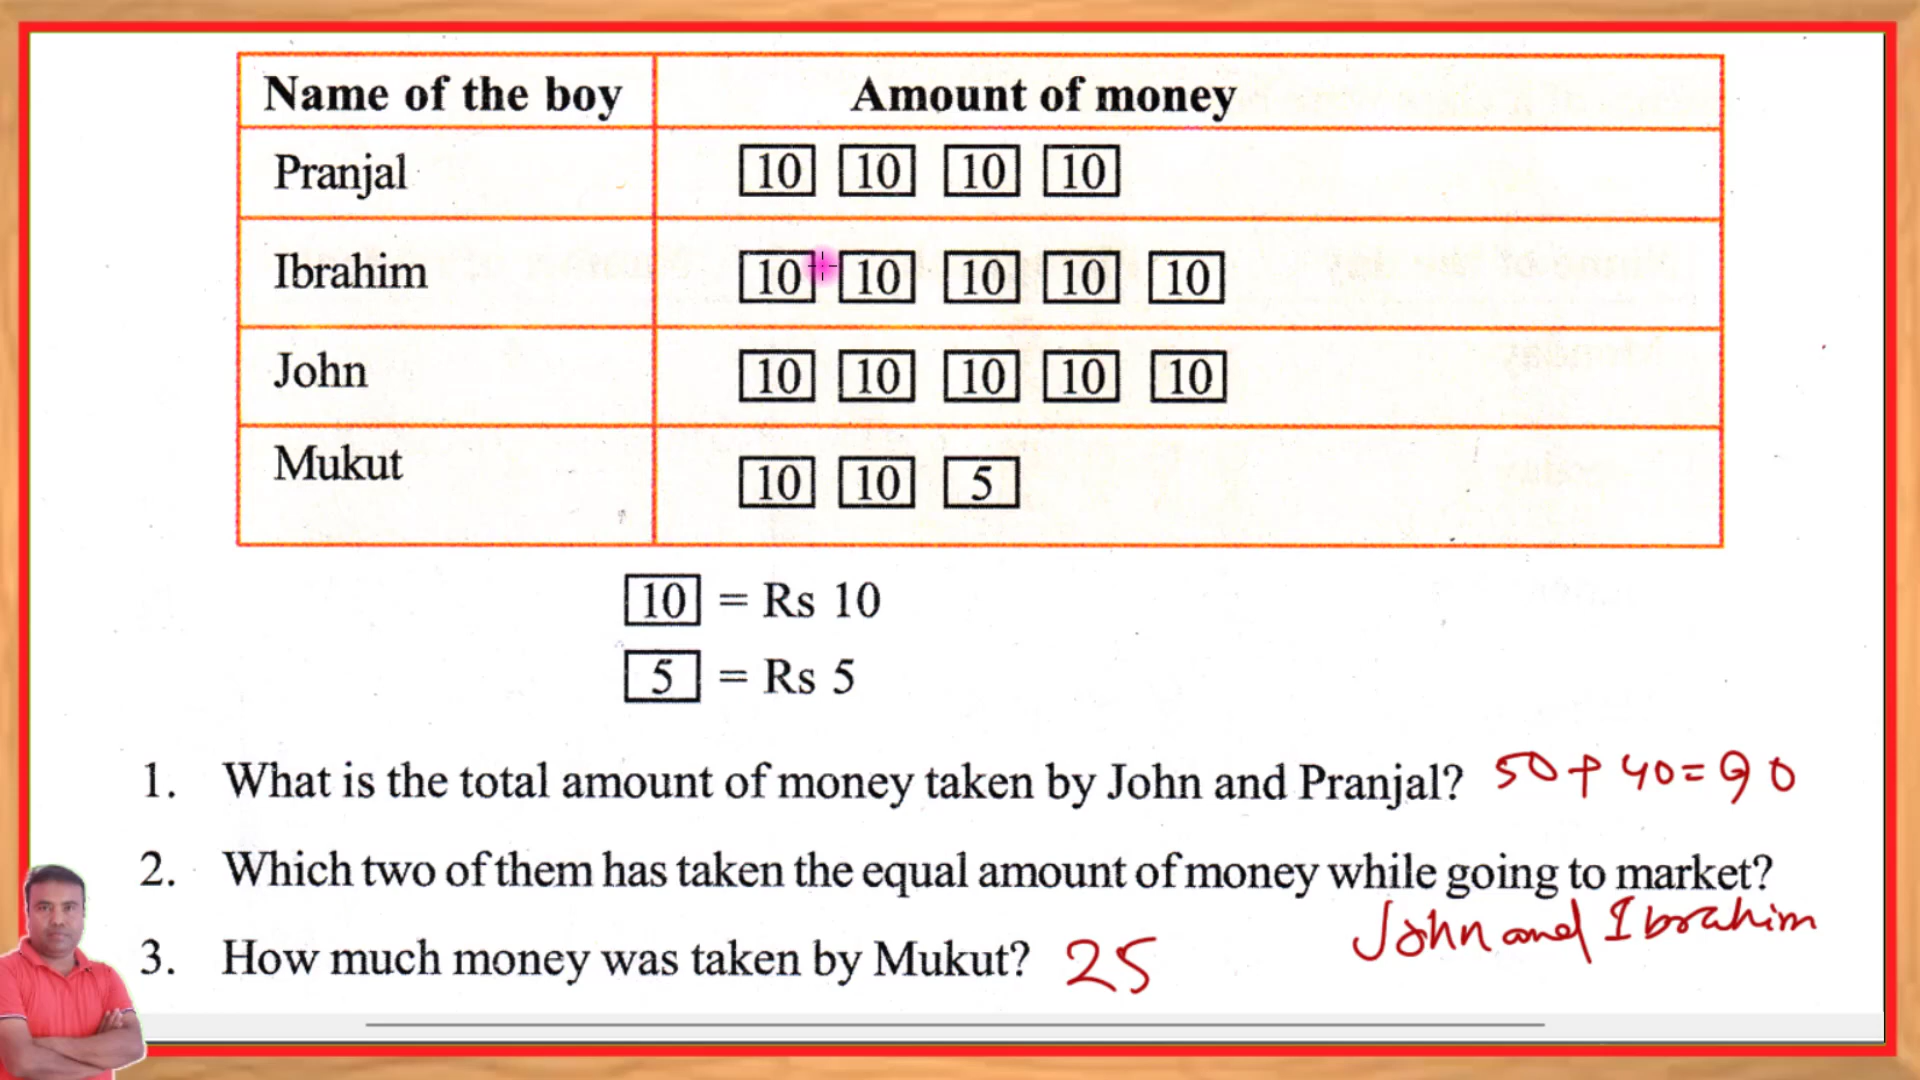 Name of the boy Amount of money
Pranjal 10 10 10 10
Ibrahim 10 10 10 10 10
John 10 10 10 10 10
Mukut 10 10 5
10 = Rs 10
5 = Rs 5
1. What is the total amount of money taken by John and Pranjal? 50+40=90
2. Which two of them has taken the equal amount of money while going to market?
John and Ibrahim
3. How much money was taken by Mukut? 25